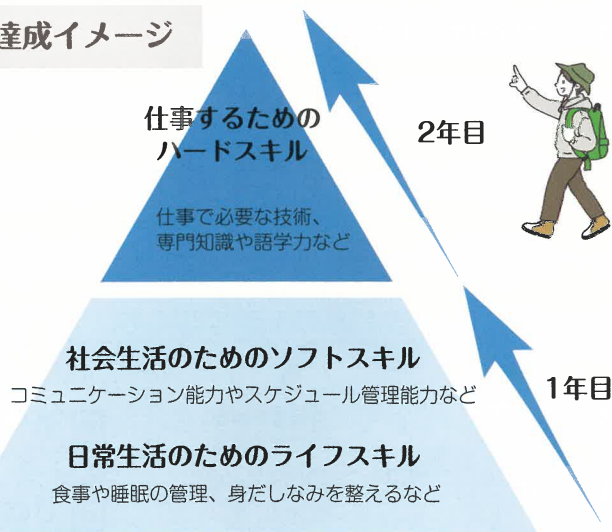 達成イメージ
仕事するための
ハードスキル
2年目
仕事で必要な技術、
専門知識や語学力など
社会生活のためのソフトスキル
コミュニケーション能力やスケジュール管理能力など
1年目
日常生活のためのライフスキル
食事や睡眠の管理、身だしなみを整えるなど